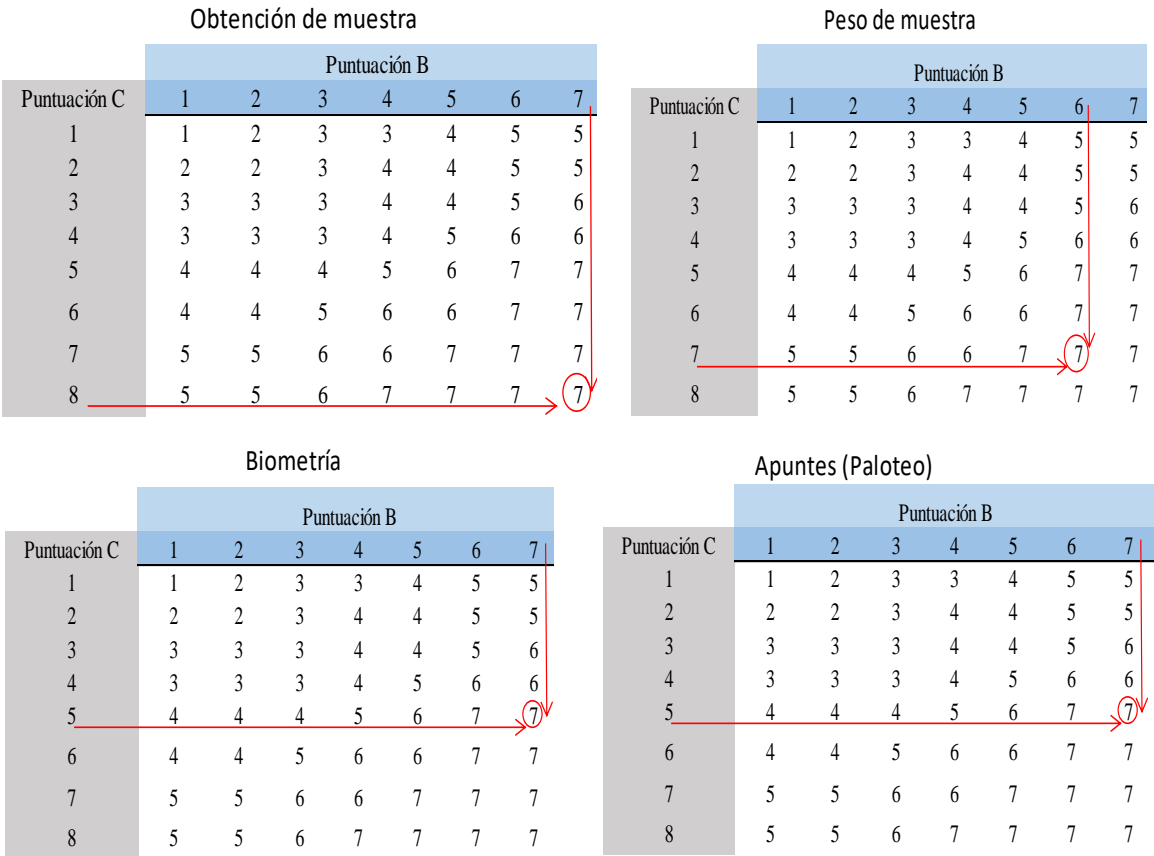 Obtención de muestra
Puntuación B
Puntuación C 1 2 3 4 5 6 7
1 1 2 3 3 4 5 5
2 2 2 3 4 4 5 5
3 3 3 3 4 4 5 6
4 3 3 3 4 5 6 6
5 4 4 4 5 6 7 7
6 4 4 5 6 6 7 7
7 5 5 6 6 7 7 7
8 5 5 6 7 7 7 7
Peso de muestra
Puntuación B
Puntuación C 1 2 3 4 5 6 7
1 1 2 3 3 4 5 5
2 2 2 3 4 4 5 5
3 3 3 3 4 4 5 6
4 3 3 3 4 5 6 6
5 4 4 4 5 6 7 7
6 4 4 5 6 6 7 7
7 5 5 6 6 7 7 7
8 5 5 6 7 7 7 7
Biometría
Puntuación B
Puntuación C 1 2 3 4 5 6 7
1 1 2 3 3 4 5 5
2 2 2 3 4 4 5 5
3 3 3 3 4 4 5 6
4 3 3 3 4 5 6 6
5 4 4 4 5 6 7 7
6 4 4 5 6 6 7 7
7 5 5 6 6 7 7 7
8 5 5 6 7 7 7 7
Apuntes (Paloteo)
Puntuación B
Puntuación C 1 2 3 4 5 6 7
1 1 2 3 3 4 5 5
2 2 2 3 4 4 5 5
3 3 3 3 4 4 5 6
4 3 3 3 4 5 6 6
5 4 4 4 5 6 7 7
6 4 4 5 6 6 7 7
7 5 5 6 6 7 7 7
8 5 5 6 7 7 7 7